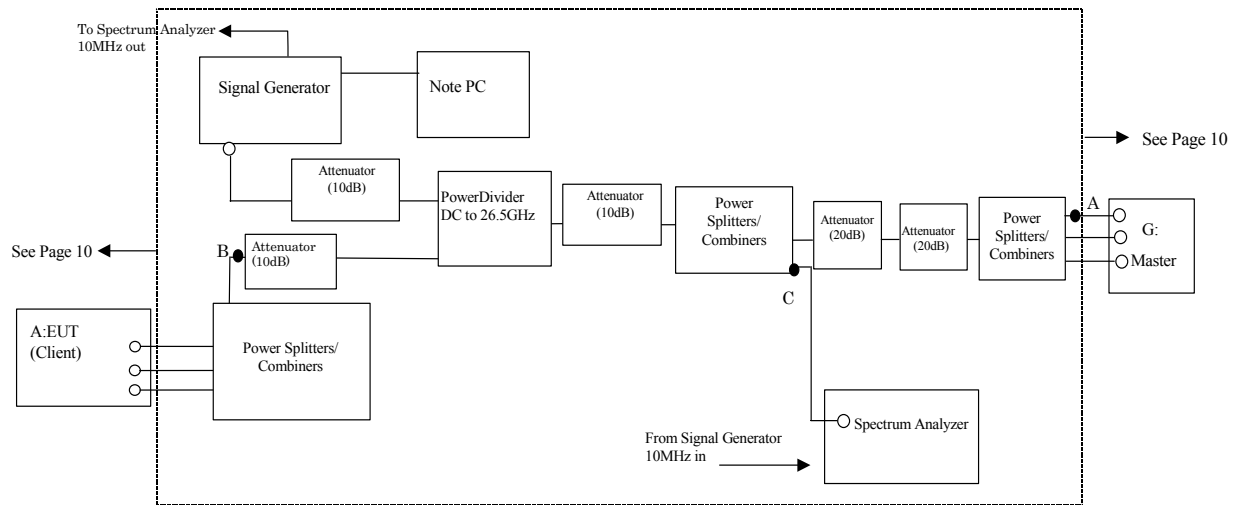 To Spectrum Analyzer
10MHz out
Signal Generator
Note PC
See Page 10
Attenuator
(10dB)
PowerDivider
DC to 26.5GHz
Attenuator
(10dB)
Power
Splitters/
Combiners
Attenuator
(20dB)
Attenuator
(20dB)
Power
Splitters/
Combiners
A
G:
Master
See Page 10
B
Attenuator
(10dB)
C
A:EUT
(Client)
Power Splitters/
Combiners
From Signal Generator
10MHz in
Spectrum Analyzer